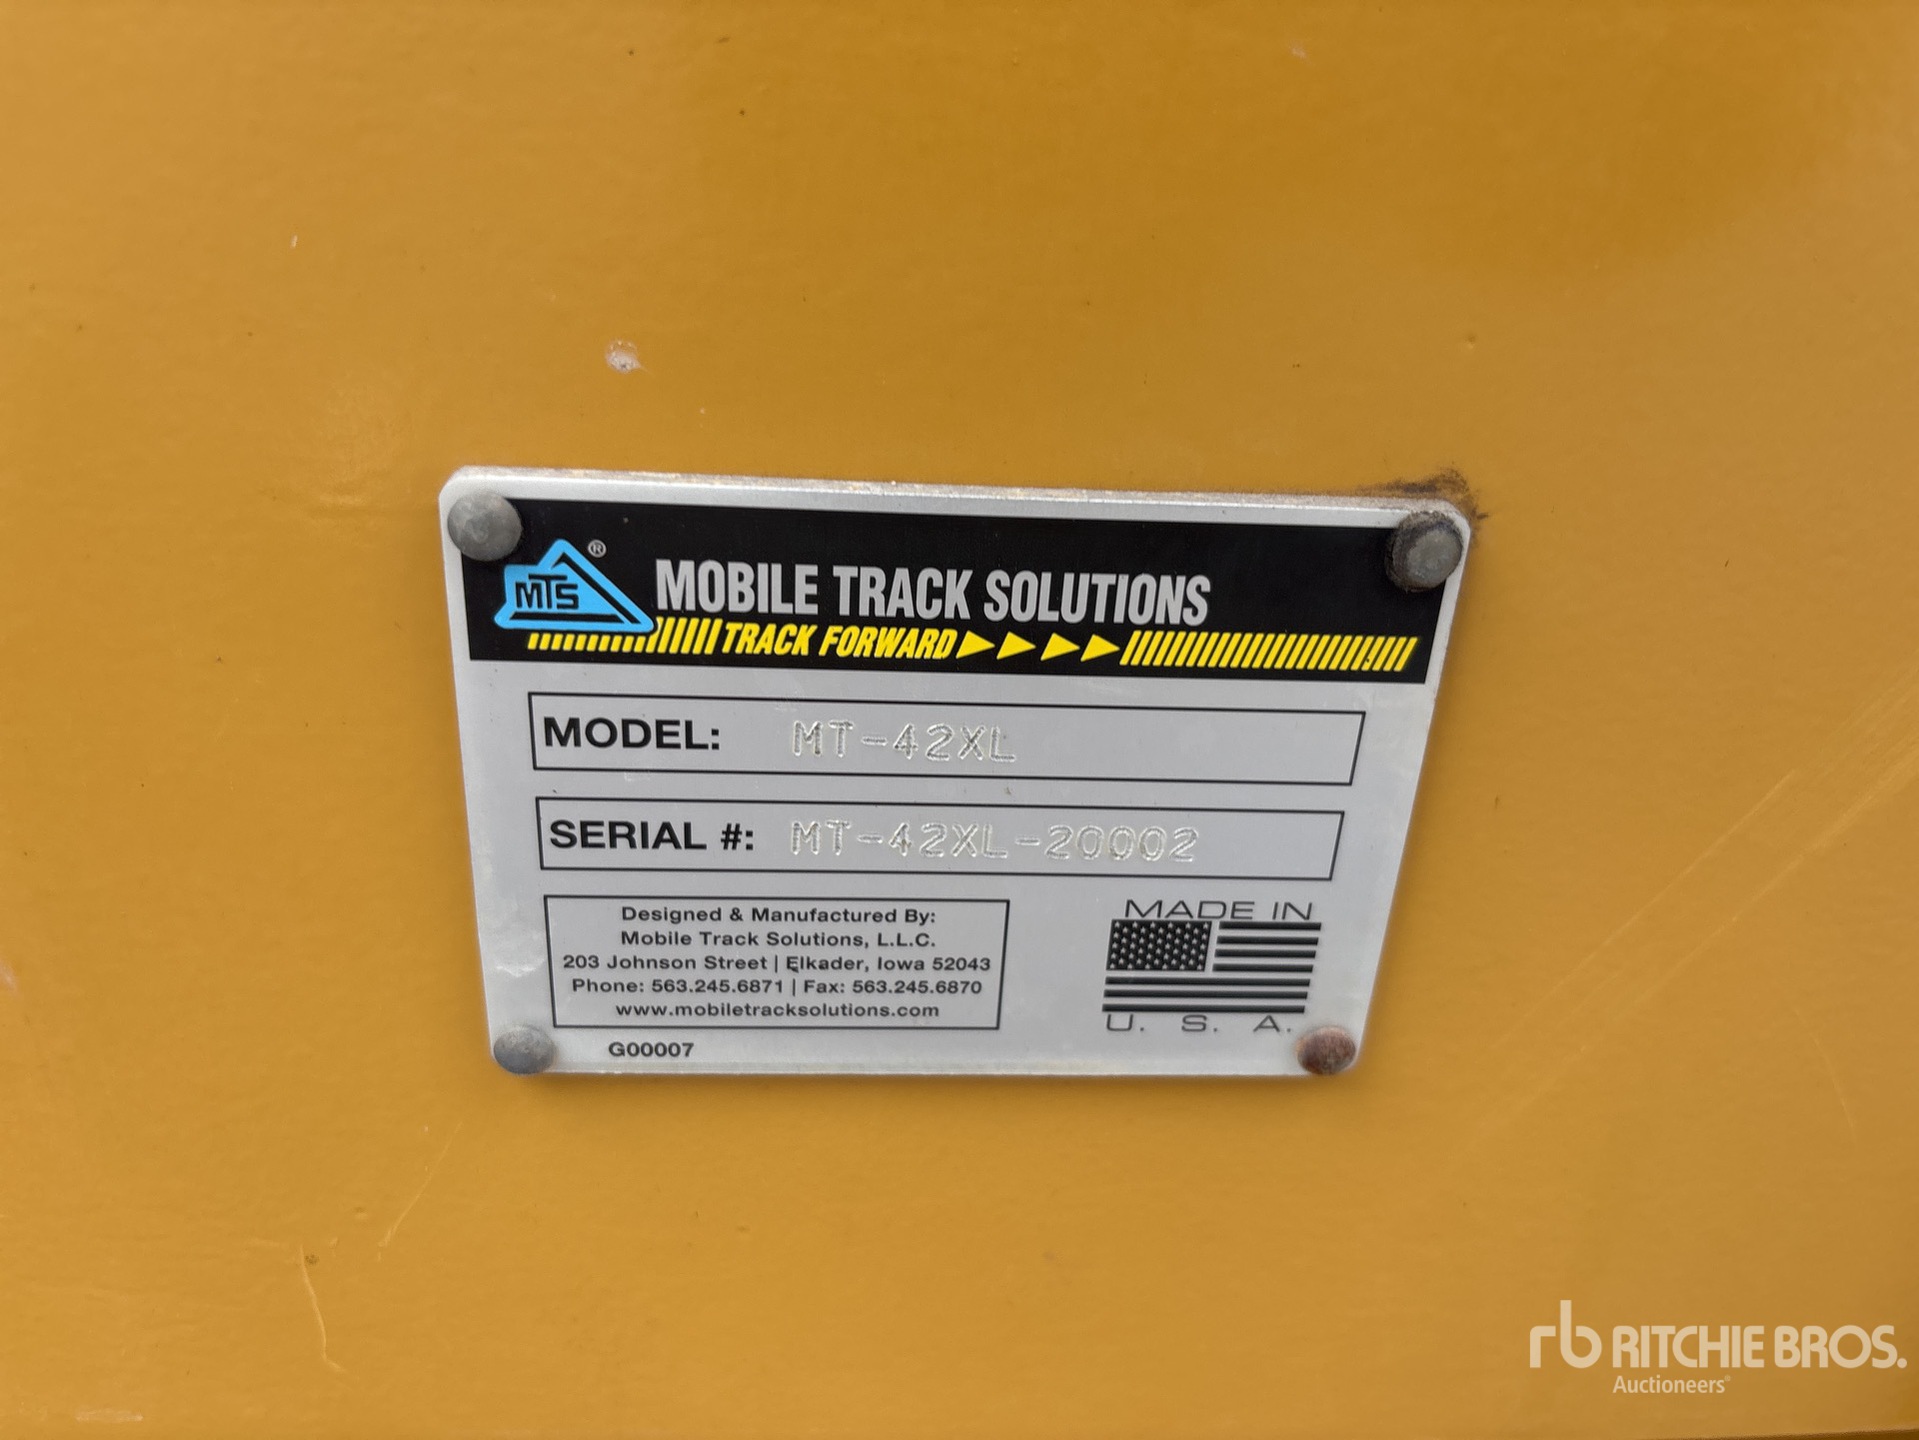 MTS®
MOBILE TRACK SOLUTIONS
TRACK FORWARD
MODEL: MT-42XL
SERIAL #: MT-42XL-20002
Designed & Manufactured By:
Mobile Track Solutions, L.L.C.
203 Johnson Street | Elkader, Iowa 52043
Phone: 563.245.6871 | Fax: 563.245.6870
www.mobiletracksolutions.com
G00007
MADE IN
U. S. A.
rb RITCHIE BROS.
Auctioneers®